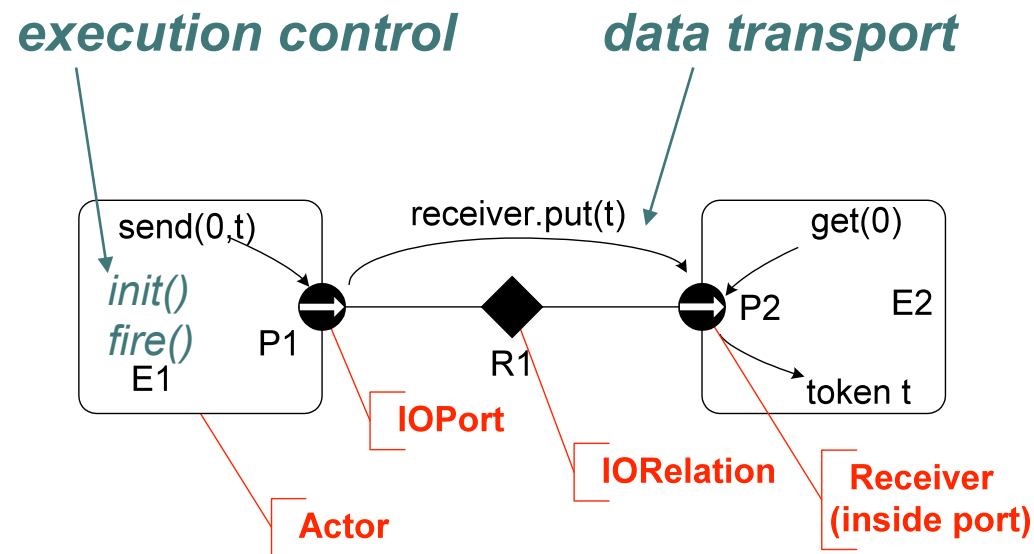 execution control
data transport
send(0,t)
receiver.put(t)
get(0)
init()
fire()
E1
P1
R1
P2
E2
token t
IOPort
IORelation
Receiver
(inside port)
Actor